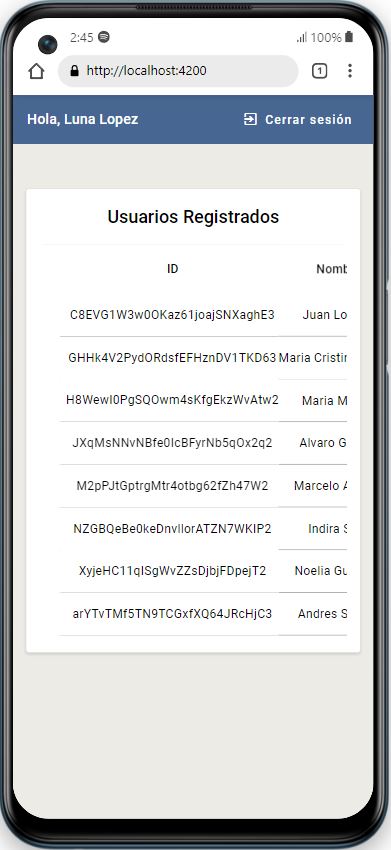 2:45 100%
http://localhost:4200 1
Hola, Luna Lopez Cerrar sesión
Usuarios Registrados
ID Nomb
C8EVG1W3w0OKaz61joajSNXaghE3 Juan Lo
GHHk4V2PydORdsfEFHznDV1TKD63 Maria Cristin
H8WewI0PgSQOwm4sKfgEkzWvAtw2 Maria M
JXqMsNNvNBfe0IcBFyrNb5qOx2q2 Alvaro G
M2pPJtGptrgMtr4otbg62fZh47W2 Marcelo A
NZGBQeBe0keDnvIlorATZN7WKIP2 Indira S
XyjeHC11qISgWvZZsDjbjFDpejT2 Noelia Gu
arYTvTMf5TN9TCGxfXQ64JRcHjC3 Andres S